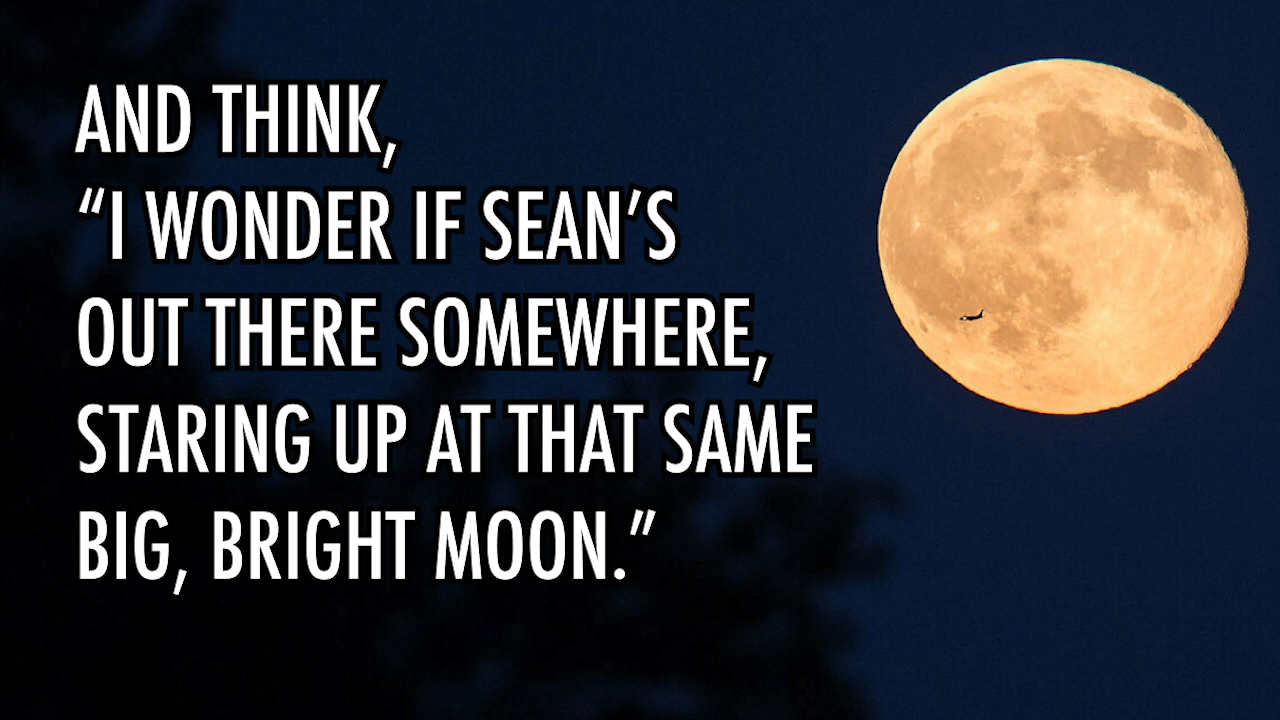 AND THINK,
“I WONDER IF SEAN’S
OUT THERE SOMEWHERE,
STARING UP AT THAT SAME
BIG, BRIGHT MOON.”